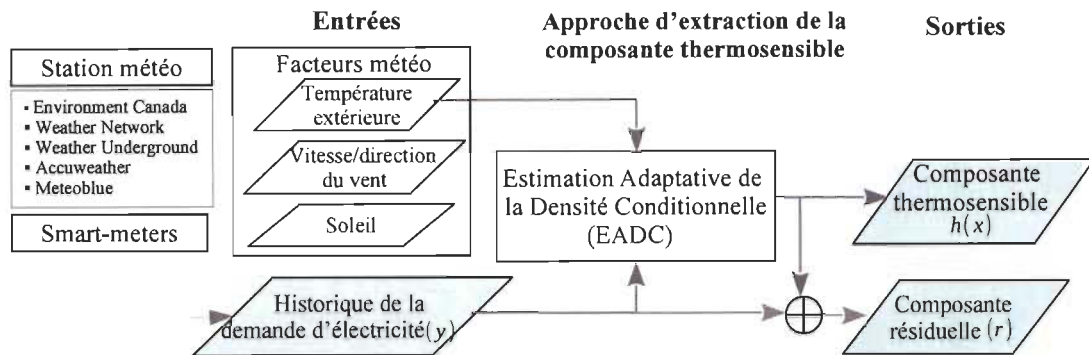 Entrées
Approche d'extraction de la
composante thermosensible
Sorties
Station météo
▪ Environment Canada
▪ Weather Network
▪ Weather Underground
▪ Accuweather
▪ Meteoblue
Smart-meters
Facteurs météo
Température
extérieure
Vitesse/direction
du vent
Soleil
Historique de la
demande d'électricité(y)
Estimation Adaptative de
la Densité Conditionnelle
(EADC)
Composante
thermosensible
h(x)
Composante
résiduelle (r)